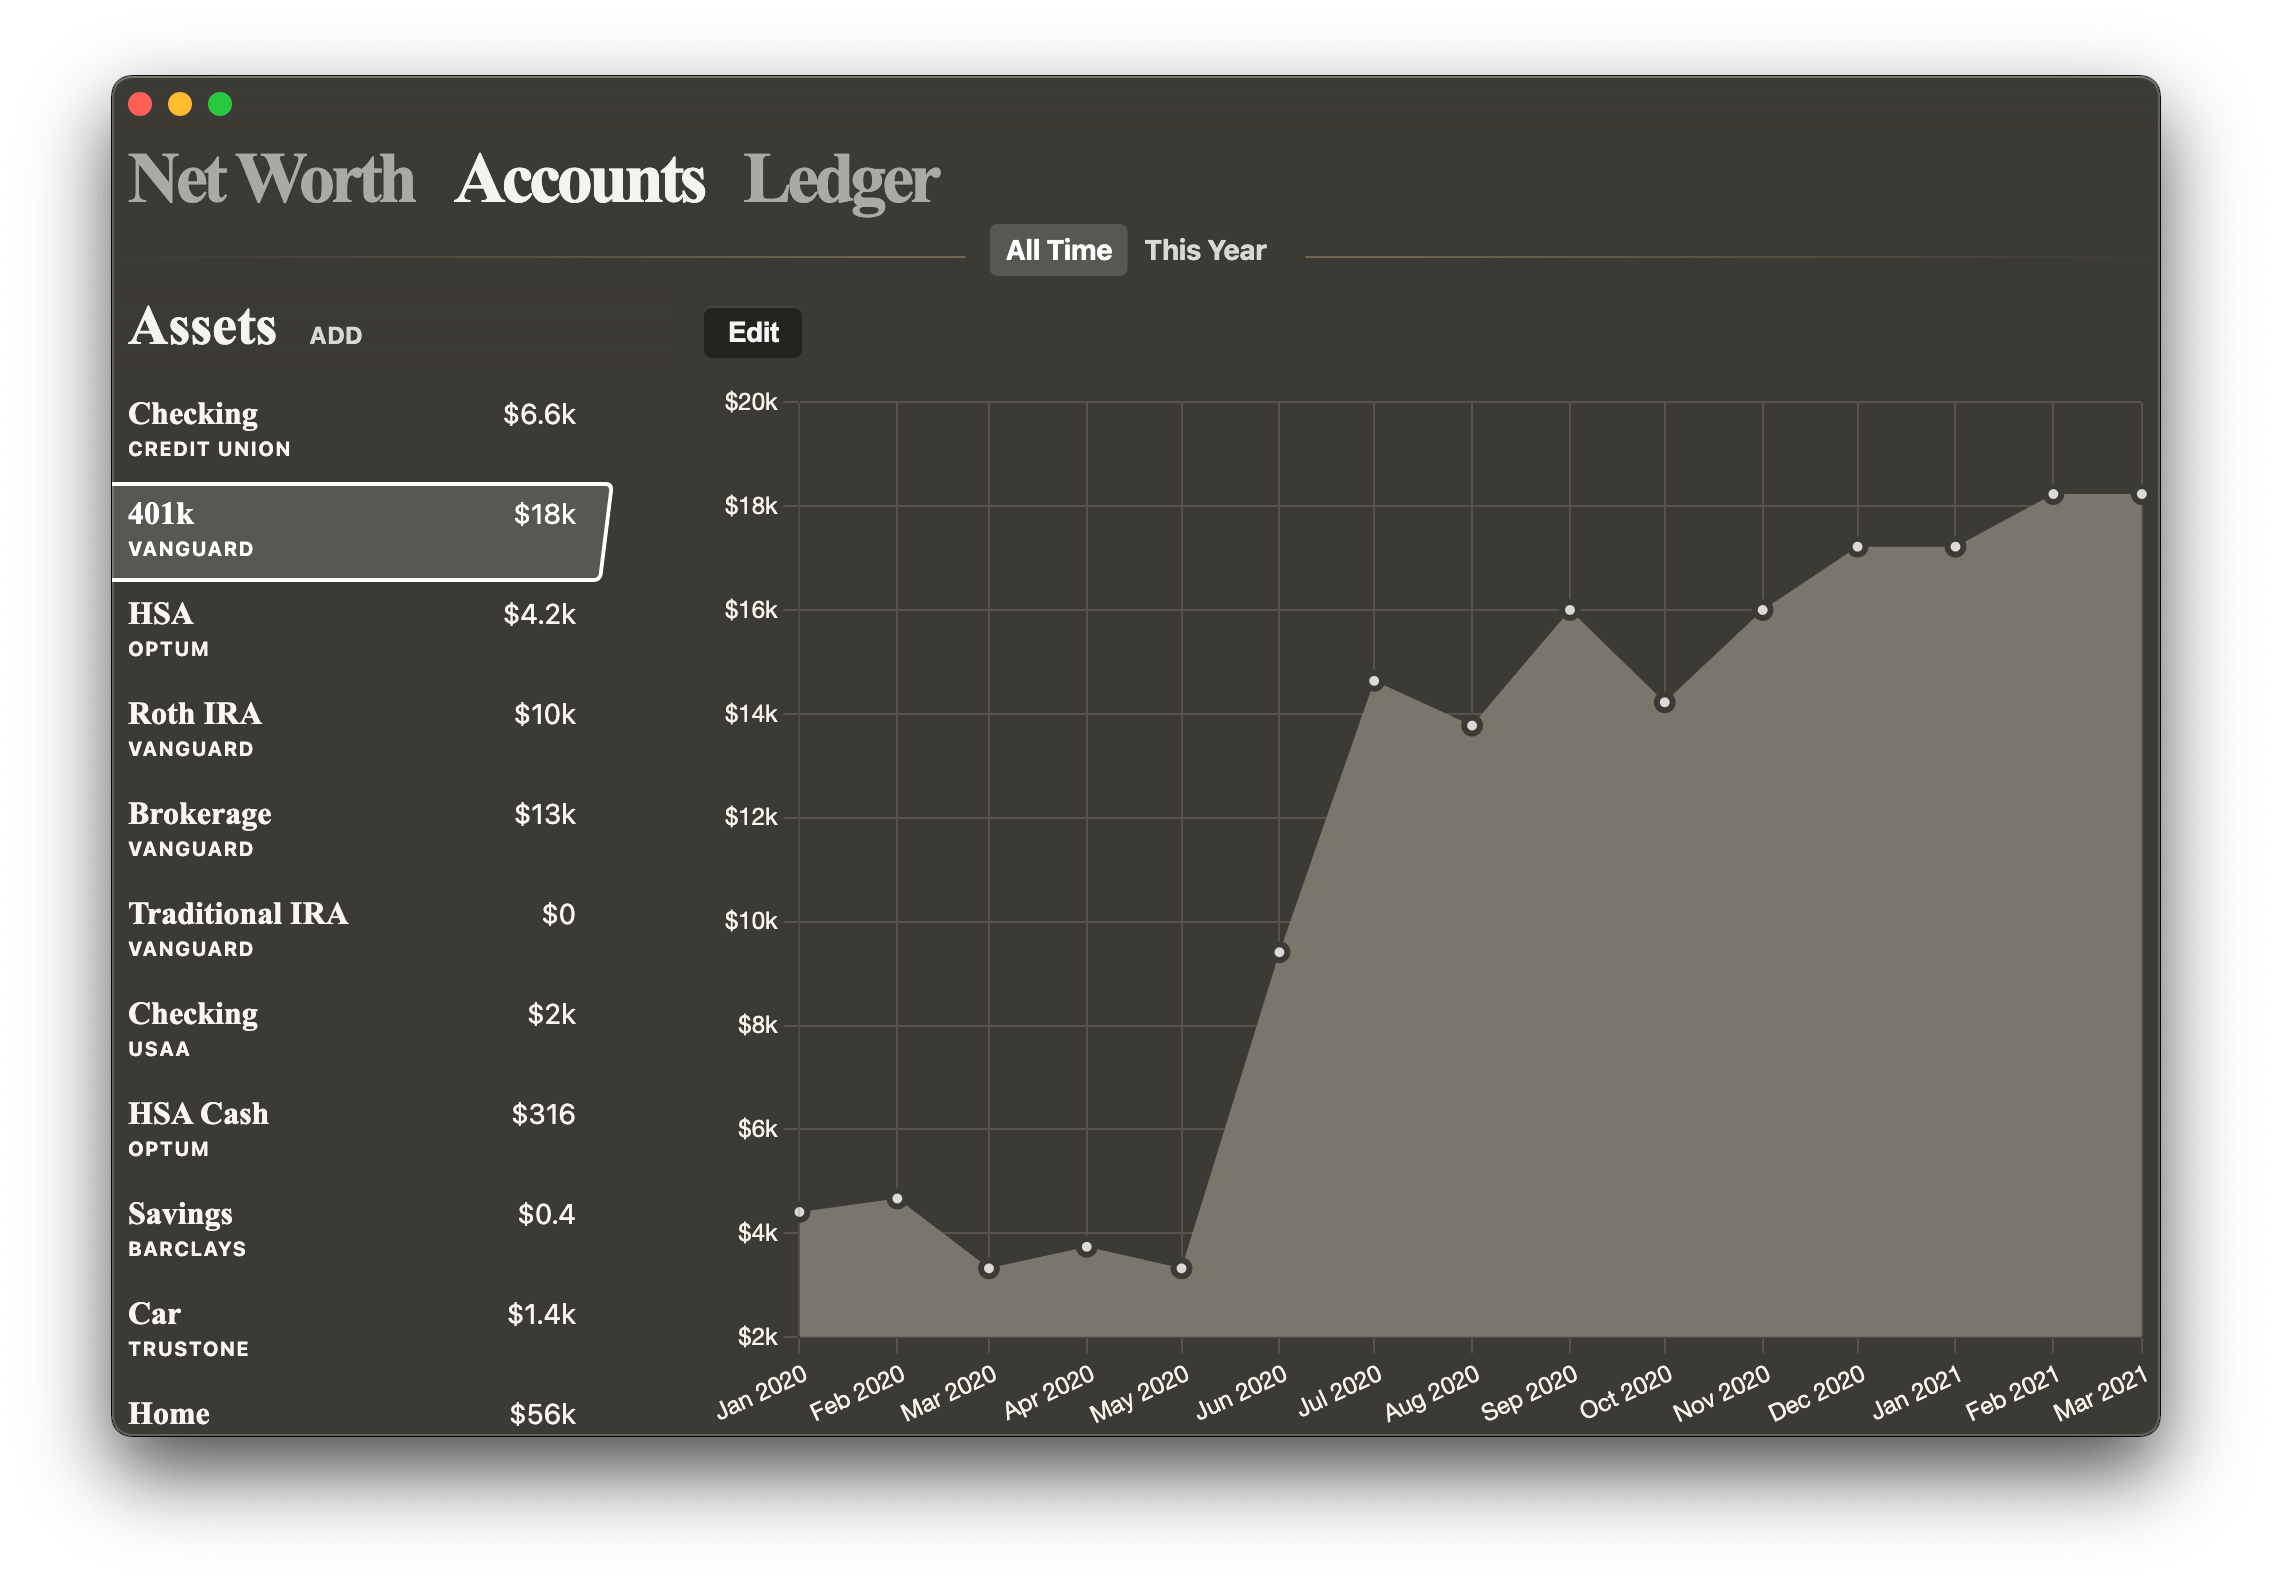 Net Worth Accounts Ledger
All Time This Year
Assets ADD
Edit
Checking $6.6k
CREDIT UNION
401k $18k
VANGUARD
HSA $4.2k
OPTUM
Roth IRA $10k
VANGUARD
Brokerage $13k
VANGUARD
Traditional IRA $0
VANGUARD
Checking $2k
USAA
HSA Cash $316
OPTUM
Savings $0.4
BARCLAYS
Car $1.4k
TRUSTONE
Home $56k
$20k
$18k
$16k
$14k
$12k
$10k
$8k
$6k
$4k
$2k
Jan 2020 Feb 2020 Mar 2020 Apr 2020 May 2020 Jun 2020 Jul 2020 Aug 2020 Sep 2020 Oct 2020 Nov 2020 Dec 2020 Jan 2021 Feb 2021 Mar 2021